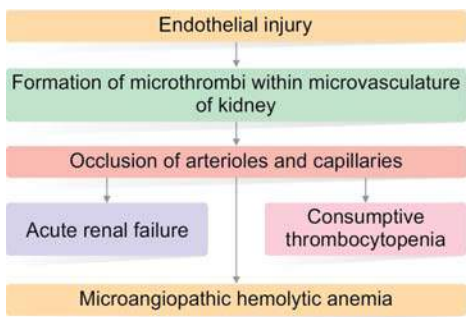 Endothelial injury
Formation of microthrombi within microvasculature
of kidney
Occlusion of arterioles and capillaries
Acute renal failure
Consumptive
thrombocytopenia
Microangiopathic hemolytic anemia